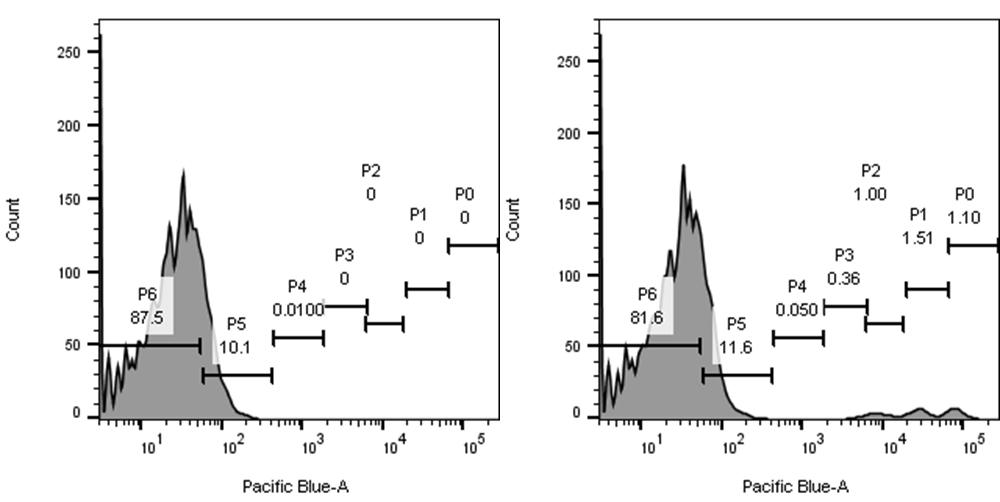 250
200
150
100
50
0
Count
P6
87.5
P5
10.1
P4
0.0100
P3
0
P2
0
P1
0
P0
0
10¹
10²
10³
10⁴
10⁵
Pacific Blue-A
250
200
150
100
50
0
Count
P6
81.6
P5
11.6
P4
0.050
P3
0.36
P2
1.00
P1
1.51
P0
1.10
10¹
10²
10³
10⁴
10⁵
Pacific Blue-A